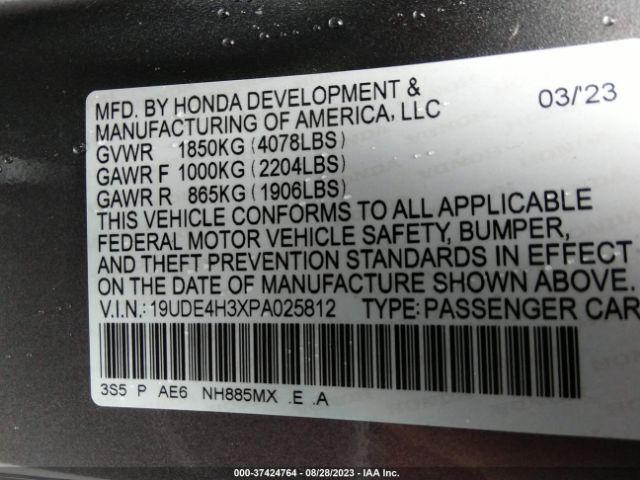 MFD. BY HONDA DEVELOPMENT & 03/'23
MANUFACTURING OF AMERICA, LLC
GVWR 1850KG (4078LBS)
GAWR F 1000KG (2204LBS)
GAWR R 865KG (1906LBS)
THIS VEHICLE CONFORMS TO ALL APPLICABLE
FEDERAL MOTOR VEHICLE SAFETY, BUMPER,
AND THEFT PREVENTION STANDARDS IN EFFECT
ON THE DATE OF MANUFACTURE SHOWN ABOVE.
V.I.N.: 19UDE4H3XPA025812 TYPE: PASSENGER CAR
3S5 P AE6 NH885MX .E .A
000-37424764 - 08/28/2023 - IAA Inc.